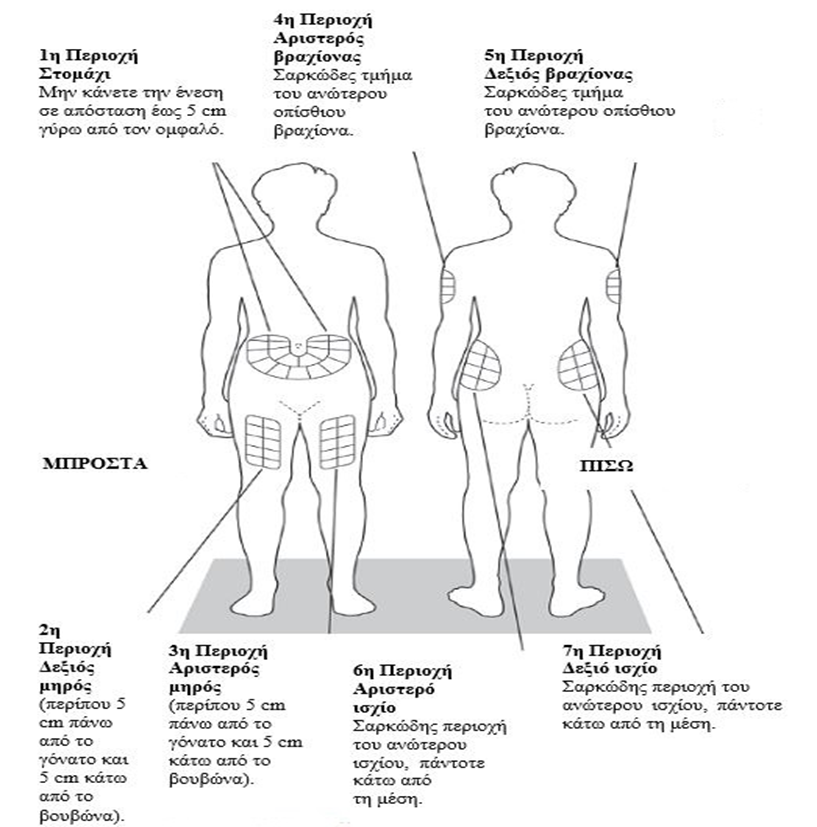 1η Περιοχή
Στομάχι
Μην κάνετε την ένεση
σε απόσταση έως 5 cm
γύρω από τον ομφαλό.
4η Περιοχή
Αριστερός
βραχίονας
Σαρκώδες τμήμα
του ανώτερου
οπίσθιου
βραχίονα.
5η Περιοχή
Δεξιός βραχίονας
Σαρκώδες τμήμα
του ανώτερου οπίσθιου
βραχίονα.
ΜΠΡΟΣΤΑ
ΠΙΣΩ
2η
Περιοχή
Δεξιός
μηρός
(περίπου 5
cm πάνω
από το
γόνατο και
5 cm κάτω
από το
βουβώνα).
3η Περιοχή
Αριστερός
μηρός
(περίπου 5 cm
πάνω από το
γόνατο και 5 cm
κάτω από το
βουβώνα).
6η Περιοχή
Αριστερό
ισχίο
Σαρκώδης περιοχή
του ανώτερου
ισχίου, πάντοτε
κάτω από
τη μέση.
7η Περιοχή
Δεξιό ισχίο
Σαρκώδης περιοχή του
ανώτερου ισχίου, πάντοτε
κάτω από τη μέση.